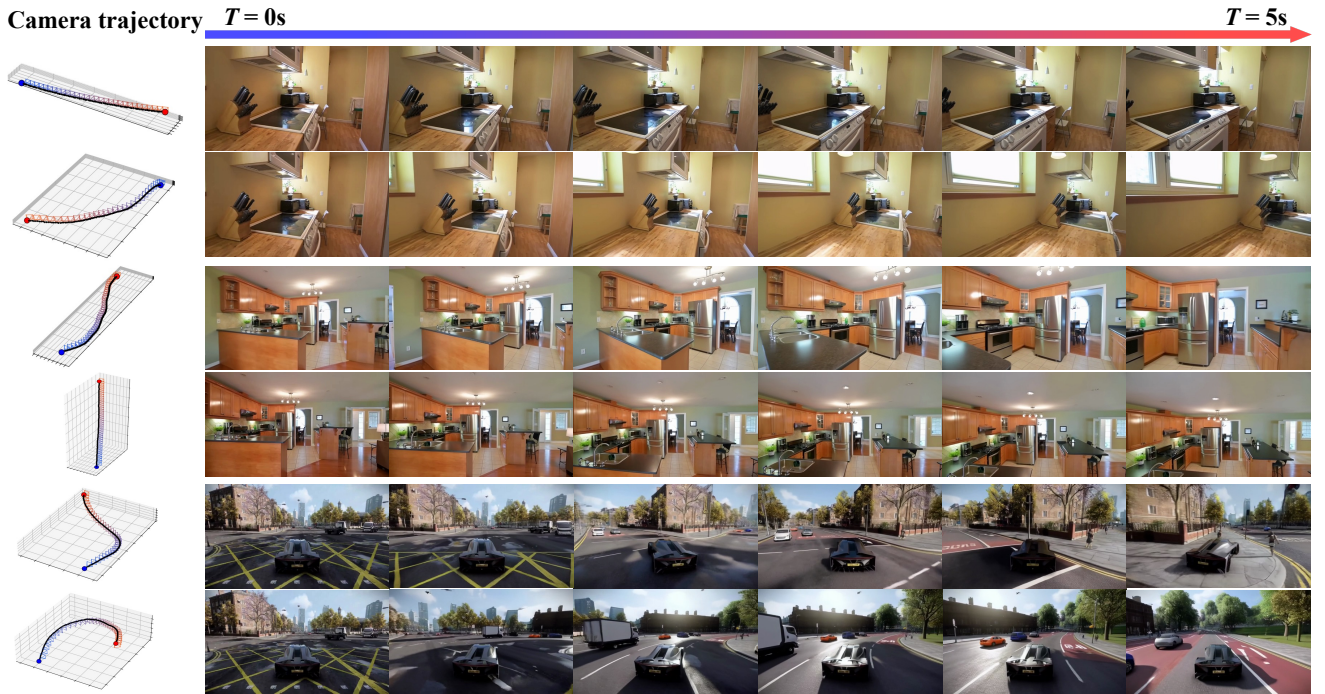 Camera trajectory
T = 0s
T = 5s